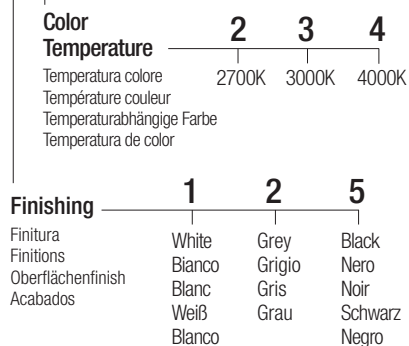 Color
Temperature
2 3 4
Temperatura colore
2700K 3000K 4000K
Température couleur
Temperaturabhängige Farbe
Temperatura de color
Finishing
1 2 5
Finitura
Finitions
Oberflächenfinish
Acabados
White Grey Black
Bianco Grigio Nero
Blanc Gris Noir
Weiß Grau Schwarz
Blanco Negro